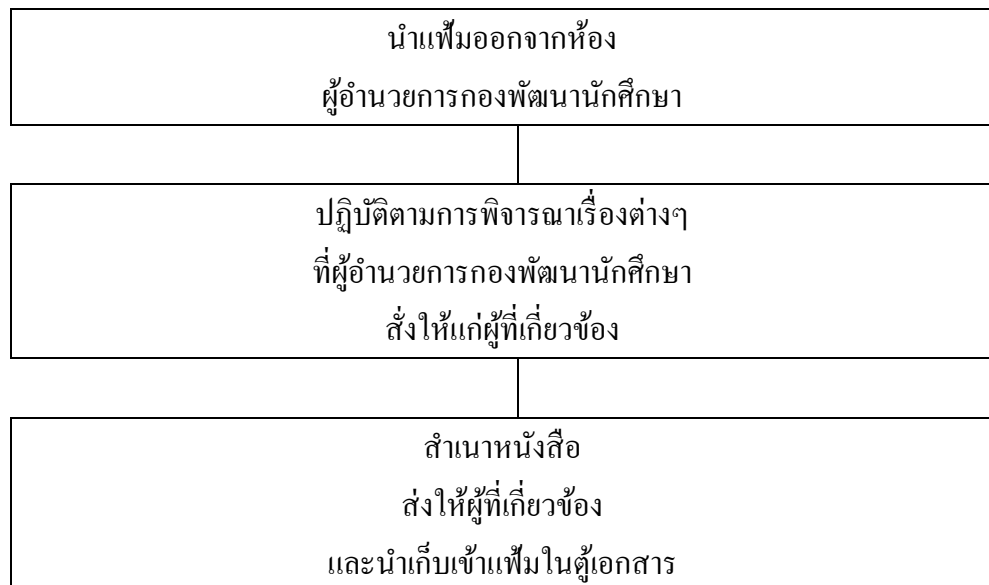 นำแฟ้มออกจากห้อง
ผู้อำนวยการกองพัฒนานักศึกษา
ปฏิบัติตามการพิจารณาเรื่องต่างๆ
ที่ผู้อำนวยการกองพัฒนานักศึกษา
สั่งให้แก่ผู้ที่เกี่ยวข้อง
สำเนาหนังสือ
ส่งให้ผู้ที่เกี่ยวข้อง
และนำเก็บเข้าแฟ้มในตู้เอกสาร